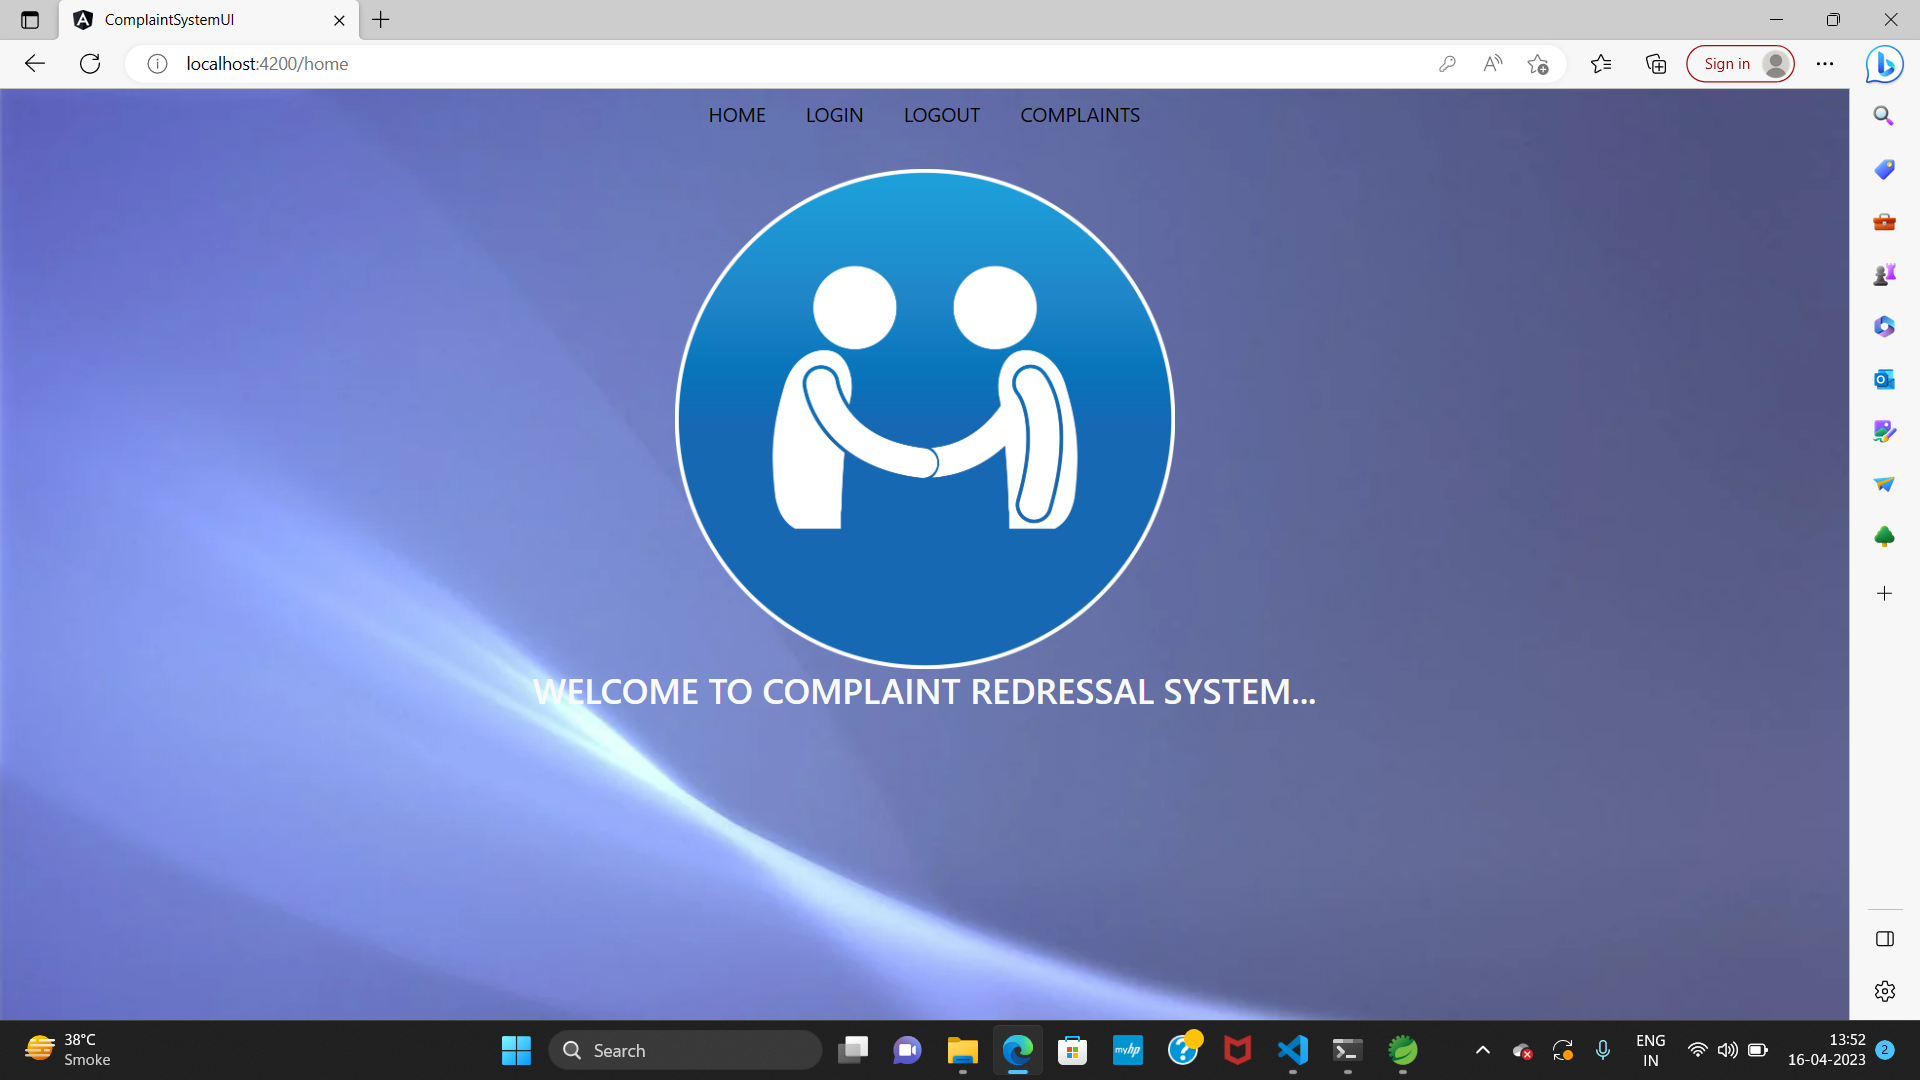 ComplaintSystemUI
localhost:4200/home
Sign in
HOME LOGIN LOGOUT COMPLAINTS
WELCOME TO COMPLAINT REDRESSAL SYSTEM...
38°C
Smoke
Search
myhp
ENG
IN
13:52
16-04-2023
2